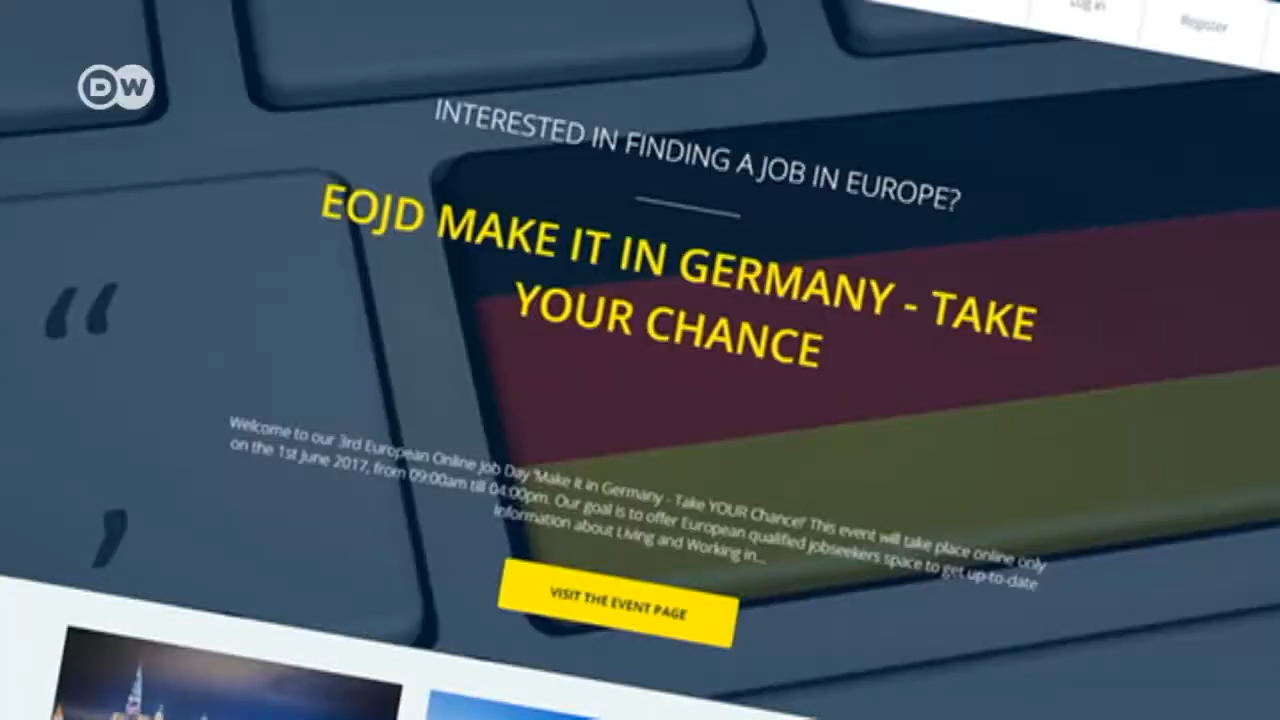 DW
Log in
Register
INTERESTED IN FINDING A JOB IN EUROPE?
EOJD MAKE IT IN GERMANY - TAKE
YOUR CHANCE
Welcome to our 3rd European Online Job Day 'Make it in Germany - Take YOUR Chance!' This event will take place online only
on the 1st June 2017, from 09:00am till 04:00pm. Our goal is to offer European qualified jobseekers space to get up-to-date
information about Living and Working in...
VISIT THE EVENT PAGE